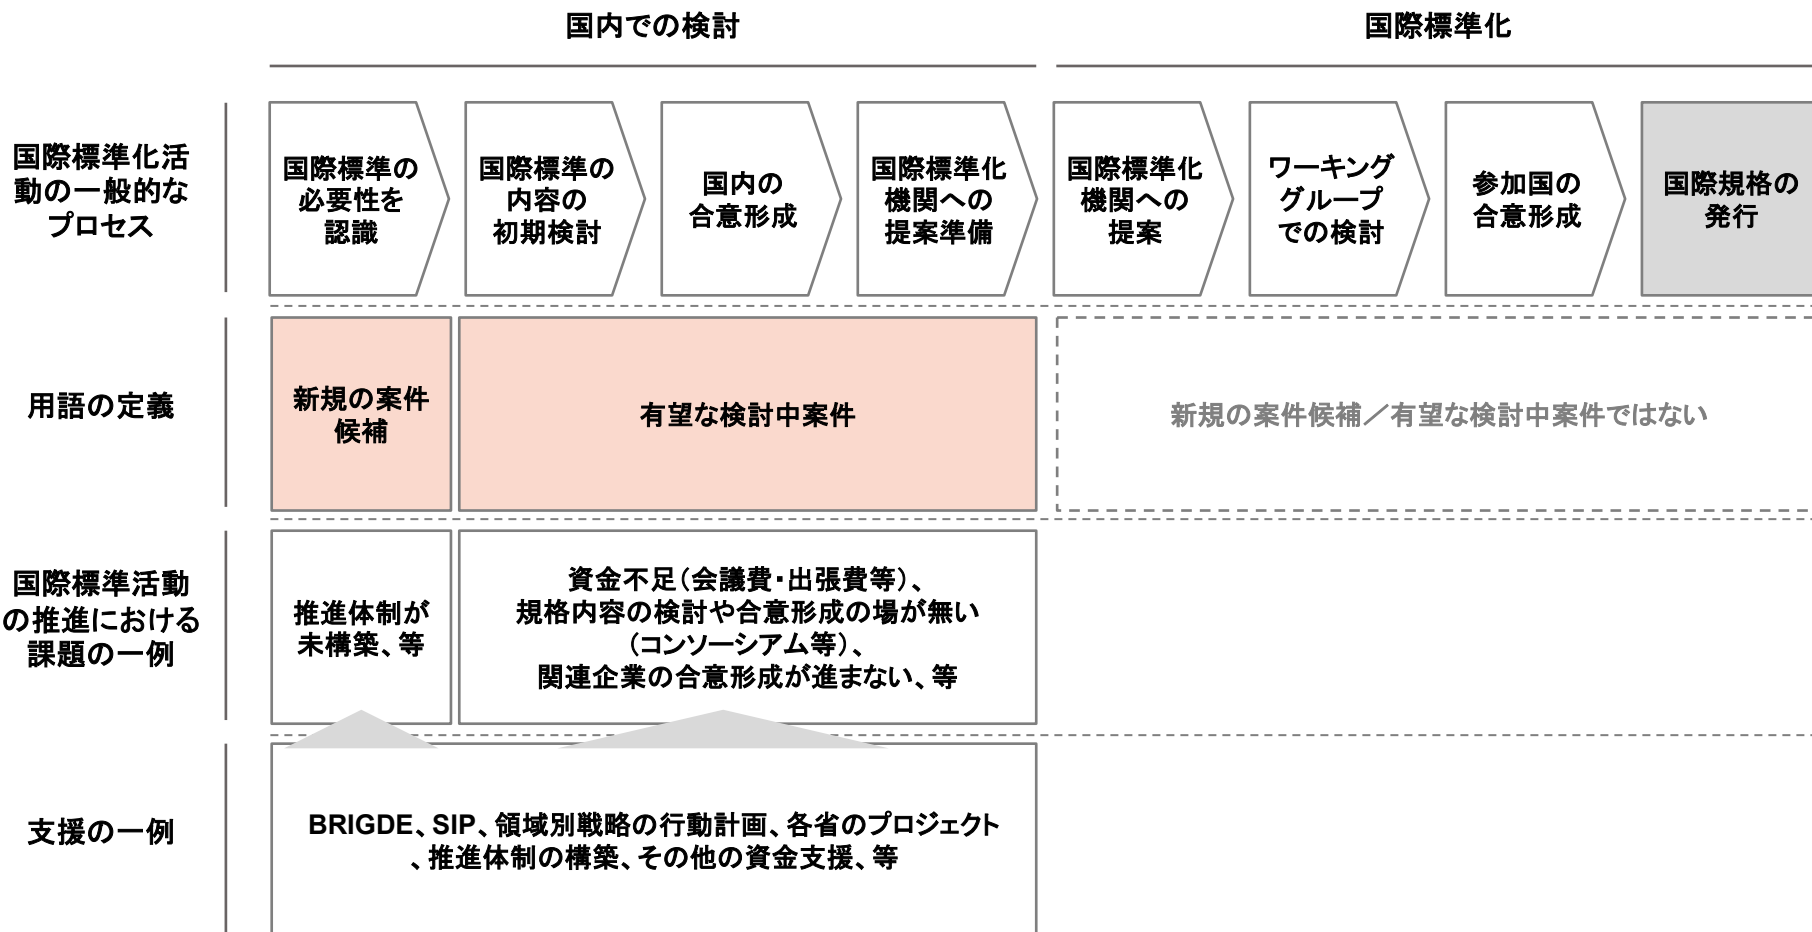 国内での検討
国際標準化
国際標準化活
動の一般的な
プロセス
国際標準の
必要性を
認識
国際標準の
内容の
初期検討
国内の
合意形成
国際標準化
機関への
提案準備
国際標準化
機関への
提案
ワーキング
グループ
での検討
参加国の
合意形成
国際規格の
発行
用語の定義
新規の案件
候補
有望な検討中案件
新規の案件候補／有望な検討中案件ではない
国際標準活動
の推進における
課題の一例
推進体制が
未構築、等
資金不足（会議費・出張費等）、
規格内容の検討や合意形成の場が無い
（コンソーシアム等）、
関連企業の合意形成が進まない、等
支援の一例
BRIGDE、SIP、領域別戦略の行動計画、各省のプロジェクト
、推進体制の構築、その他の資金支援、等